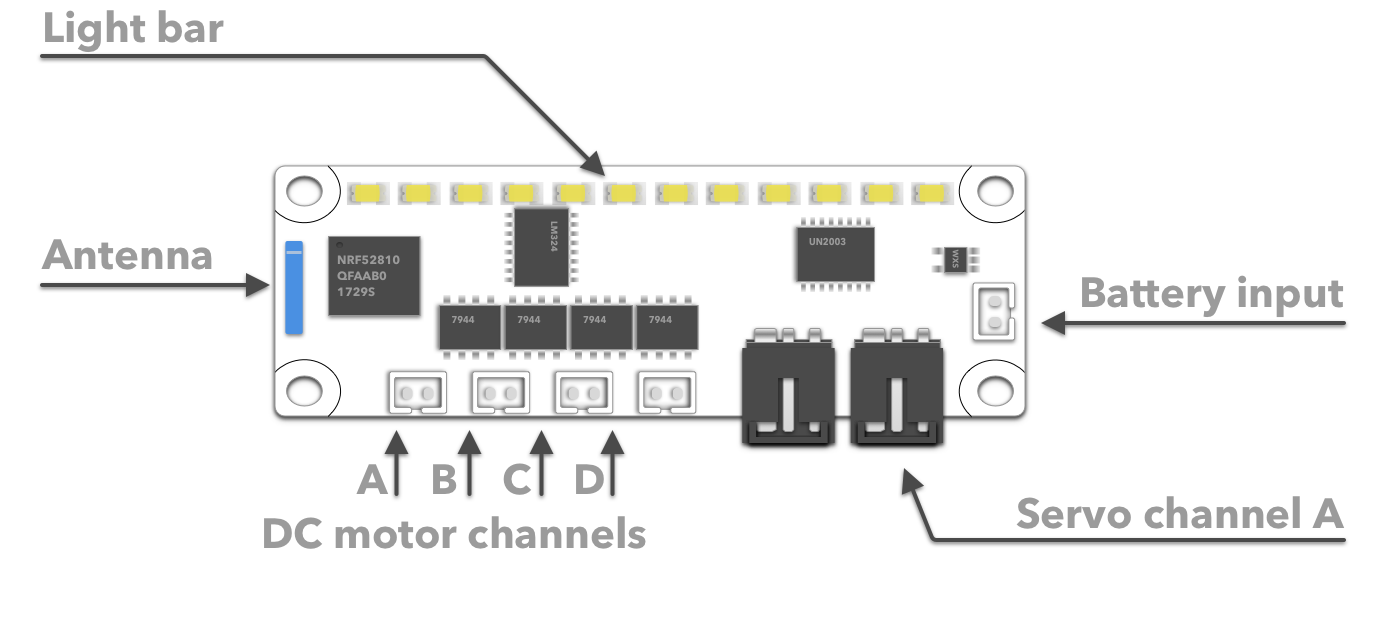 Light bar
Antenna
NRF52810
QFAAB0
1729S
LM324
UN2003
WXS
7944
7944
7944
7944
Battery input
A
B
C
D
DC motor channels
Servo channel A